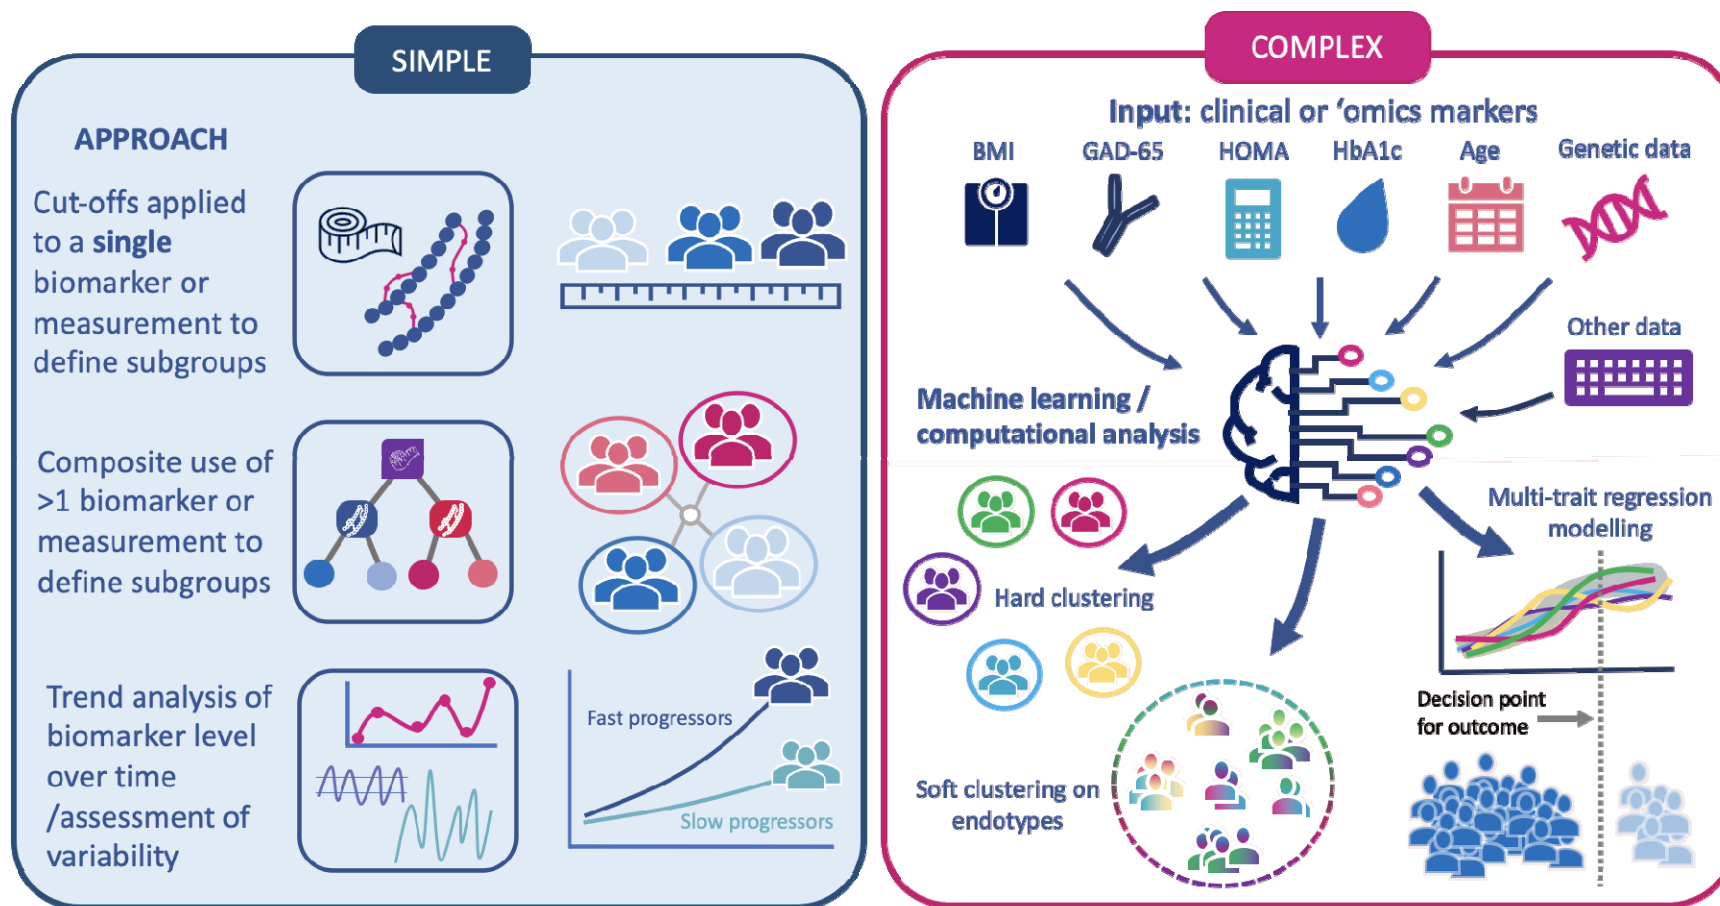 SIMPLE
APPROACH
Cut-offs applied
to a single
biomarker or
measurement to
define subgroups
Composite use of
>1 biomarker or
measurement to
define subgroups
Trend analysis of
biomarker level
over time
/assessment of
variability
Fast progressors
Slow progressors
COMPLEX
Input: clinical or ‘omics markers
BMI
GAD-65
HOMA
HbA1c
Age
Genetic data
Other data
Machine learning /
computational analysis
Hard clustering
Soft clustering on
endotypes
Multi-trait regression
modelling
Decision point
for outcome